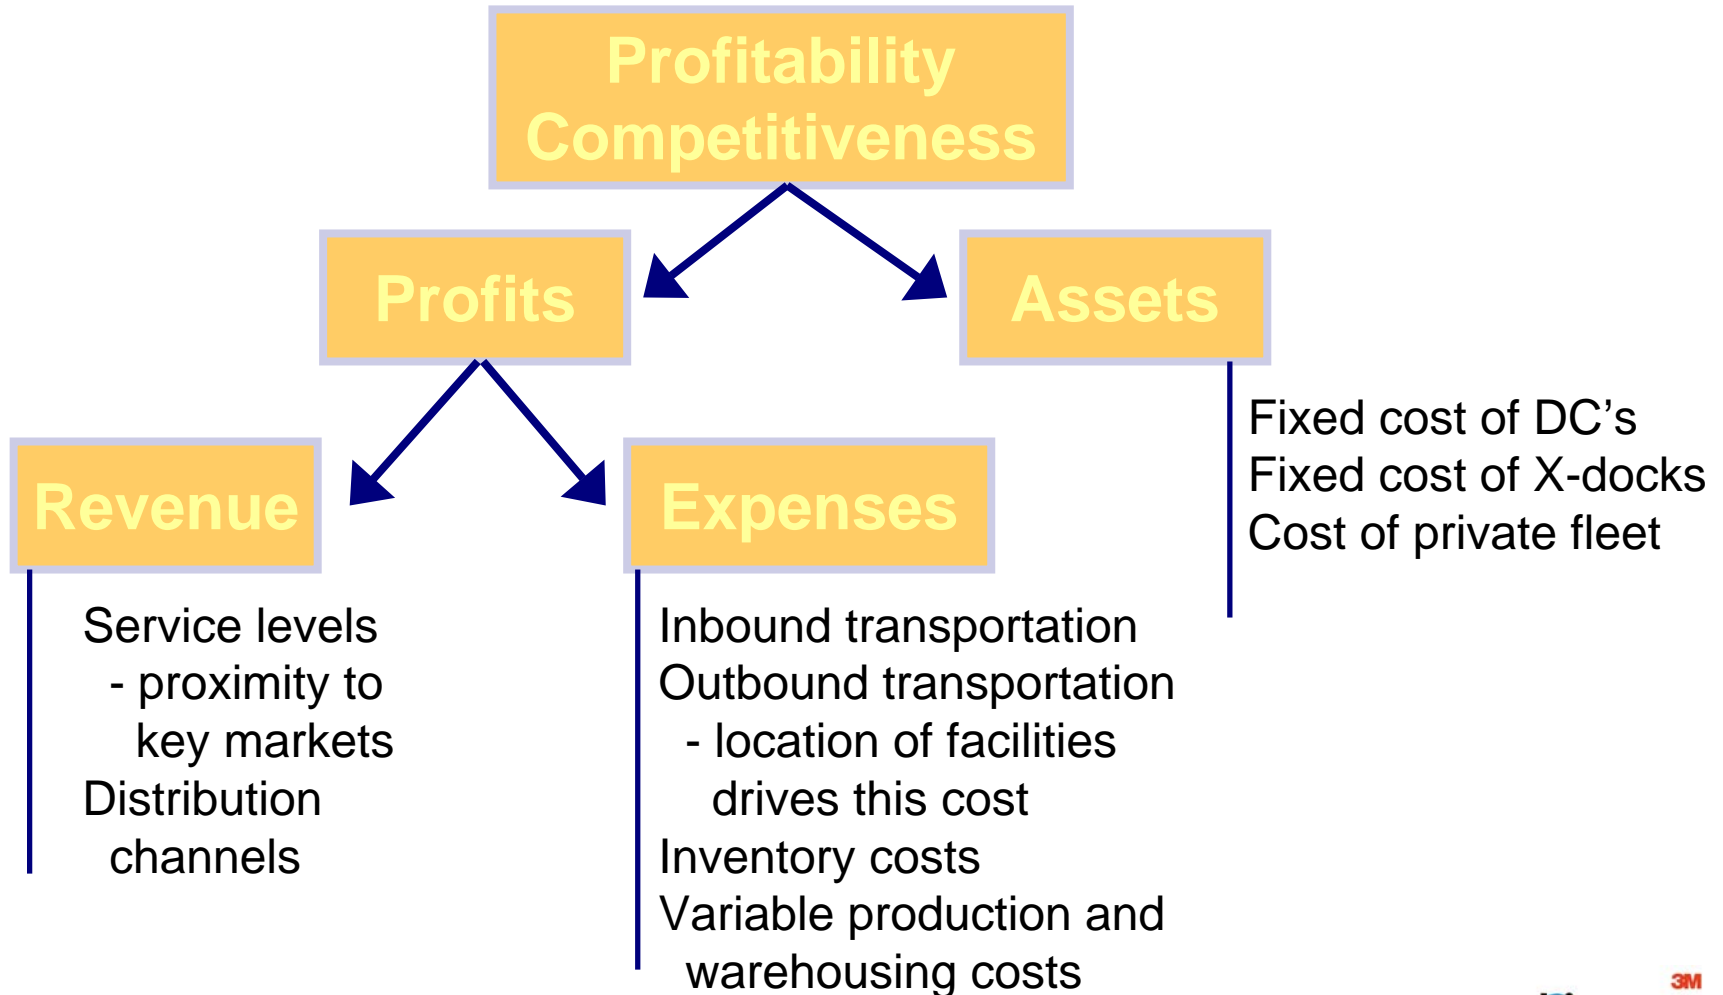 Profitability
Competitiveness
Profits
Assets
Revenue
Expenses
Fixed cost of DC's
Fixed cost of X-docks
Cost of private fleet
Service levels
- proximity to
key markets
Distribution
channels
Inbound transportation
Outbound transportation
- location of facilities
drives this cost
Inventory costs
Variable production and
warehousing costs
3M